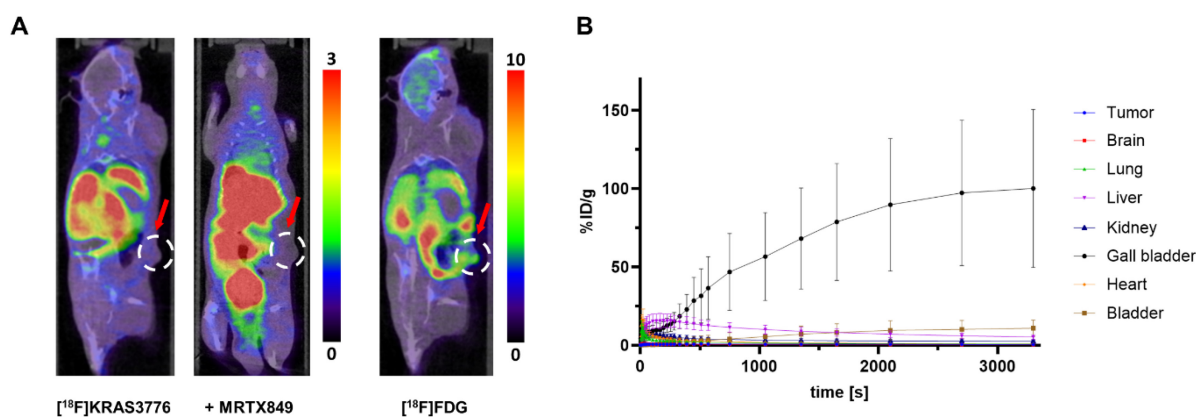 A
3
0
[¹⁸F]KRAS3776
+ MRTX849
10
0
[¹⁸F]FDG
B
%ID/g
150
100
50
0
0
1000
2000
3000
time [s]
Tumor
Brain
Lung
Liver
Kidney
Gall bladder
Heart
Bladder